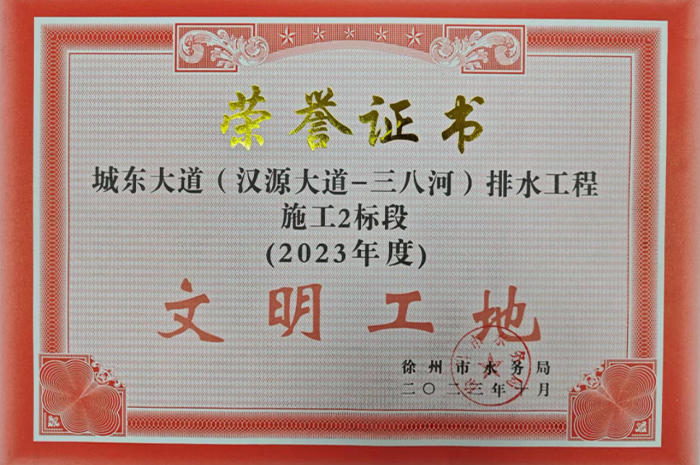 荣誉证书
城东大道（汉源大道-三八河）排水工程
施工2标段
(2023年度)
文明工地
徐州市水务局
二〇二三年十月